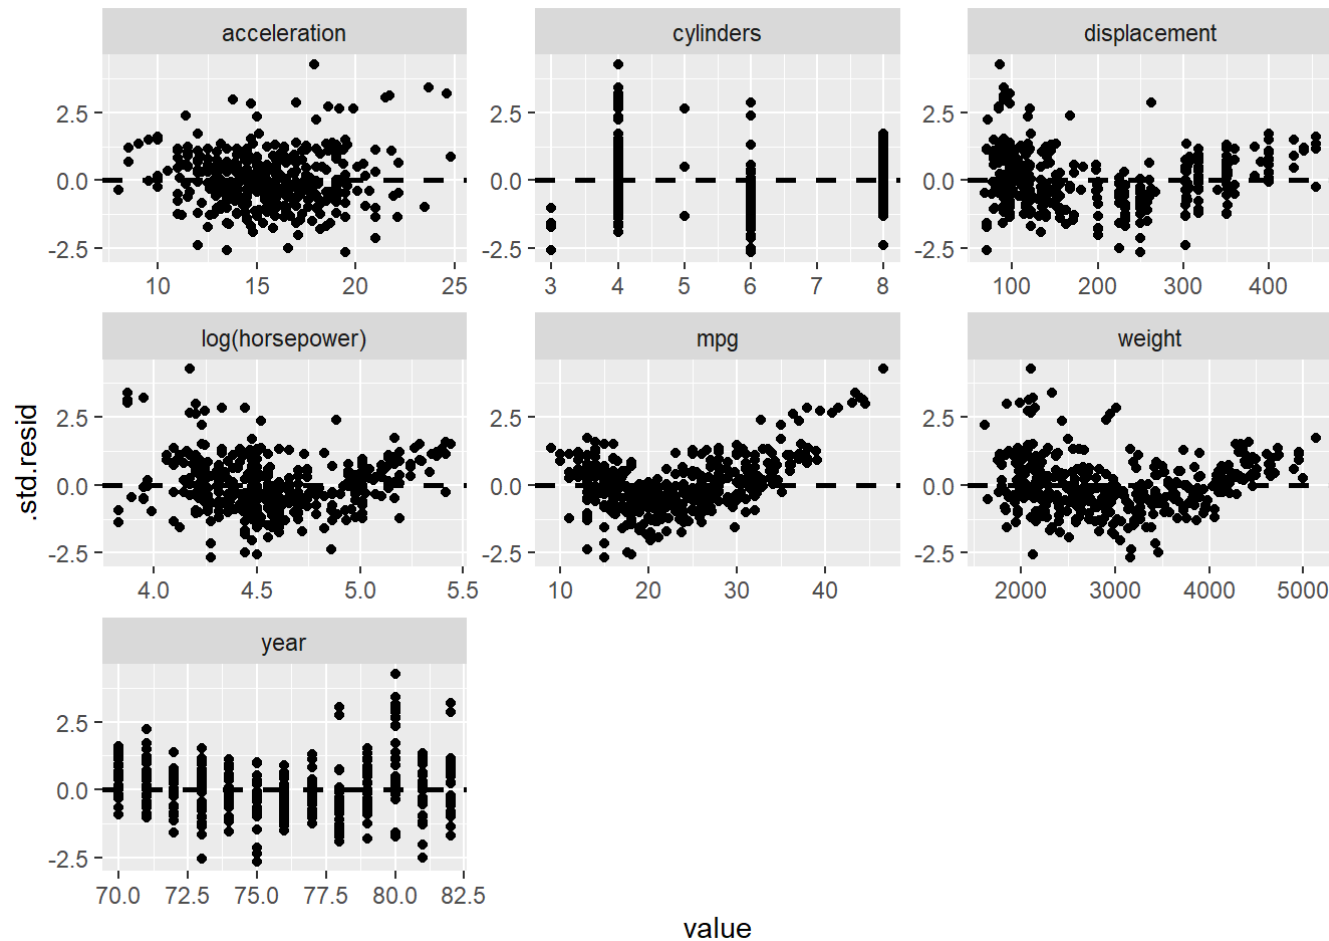 acceleration cylinders displacement
2.5
0.0
-2.5
10 15 20 25
2.5
0.0
-2.5
3 4 5 6 7 8
2.5
0.0
-2.5
100 200 300 400
log(horsepower) mpg weight
2.5
0.0
-2.5
4.0 4.5 5.0 5.5
2.5
0.0
-2.5
10 20 30 40
2.5
0.0
-2.5
2000 3000 4000 5000
.std.resid
year
2.5
0.0
-2.5
70.0 72.5 75.0 77.5 80.0 82.5
value